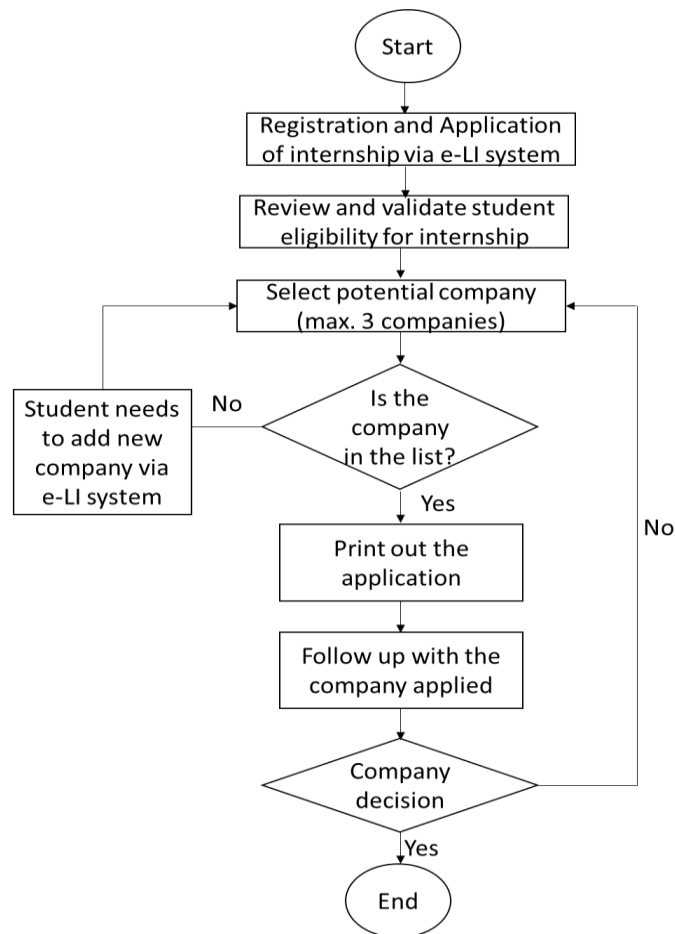 Start
Registration and Application
of internship via e-LI system
Review and validate student
eligibility for internship
Select potential company
(max. 3 companies)
Is the
company
in the list?
No
Student needs
to add new
company via
e-LI system
Yes
Print out the
application
No
Follow up with the
company applied
Company
decision
Yes
End